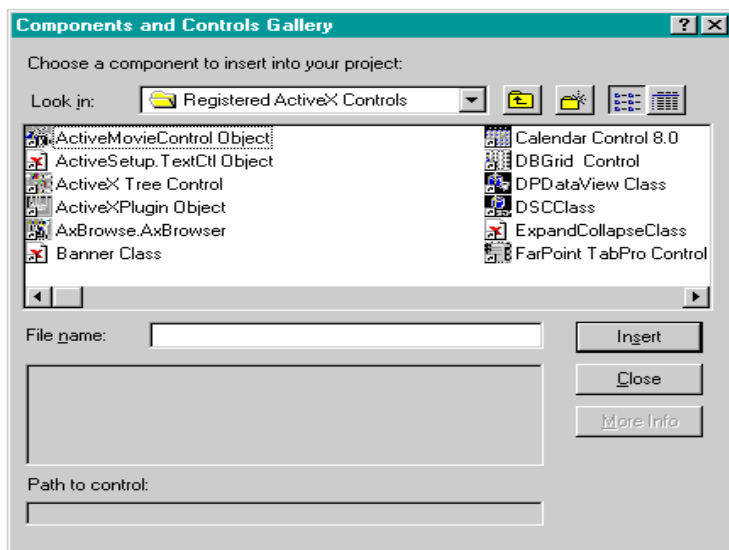 Components and Controls Gallery
Choose a component to insert into your project:
Look in: Registered ActiveX Controls
ActiveMovieControl Object
ActiveSetup.TextCtl Object
ActiveX Tree Control
ActiveXPlugin Object
AxBrowse.AxBrowser
Banner Class
Calendar Control 8.0
DBGrid Control
DPDataView Class
DSCClass
ExpandCollapseClass
FarPoint TabPro Control
File name:
Insert
Close
More Info
Path to control: